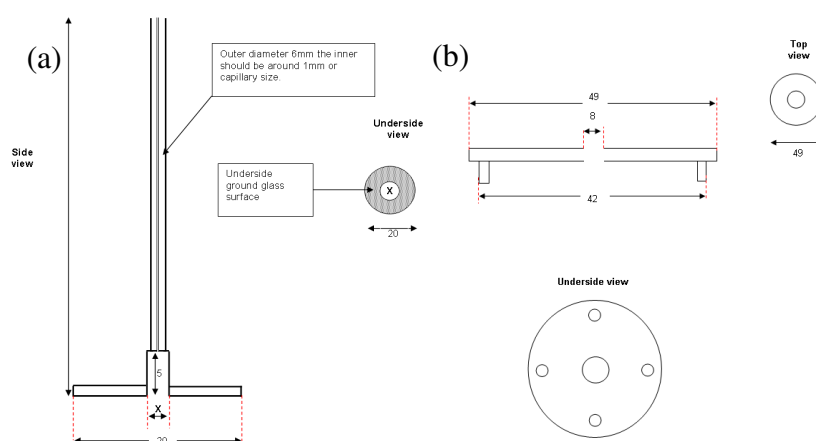 (a)
Outer diameter 6mm the inner
should be around 1mm or
capillary size.
Side
view
Underside
view
Underside
ground glass
surface
X
20
5
X
20
(b)
Top
view
49
8
42
49
Underside view